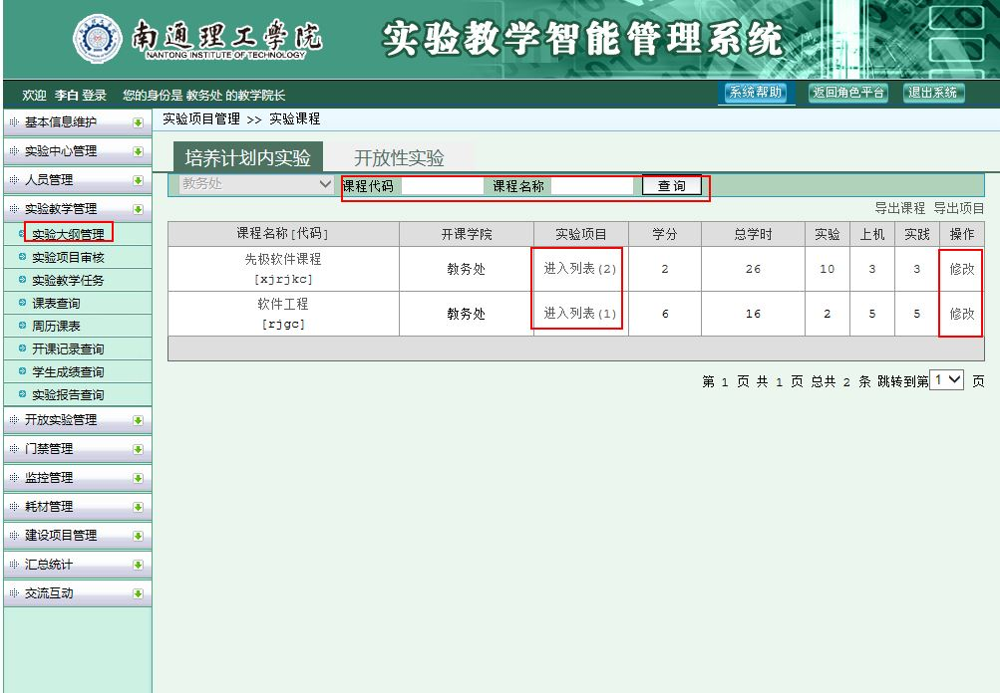 南通理工学院
NANTONG INSTITUTE OF TECHNOLOGY
实验教学智能管理系统
欢迎 李白 登录 您的身份是 教务处 的教学院长
系统帮助 返回角色平台 退出系统
基本信息维护
实验中心管理
人员管理
实验教学管理
实验大纲管理
实验项目审核
实验教学任务
课表查询
周历课表
开课记录查询
学生成绩查询
实验报告查询
开放实验管理
门禁管理
监控管理
耗材管理
建设项目管理
汇总统计
交流互动
实验项目管理 >> 实验课程
培养计划内实验 开放性实验
教务处 课程代码 课程名称 查 询
导出课程 导出项目
课程名称[代码] 开课学院 实验项目 学分 总学时 实验 上机 实践 操作
先极软件课程 [xjrjkc] 教务处 进入列表(2) 2 26 10 3 3 修改
软件工程 [rjgc] 教务处 进入列表(1) 6 16 2 5 5 修改
第 1 页 共 1 页 总共 2 条 跳转到第 1 页